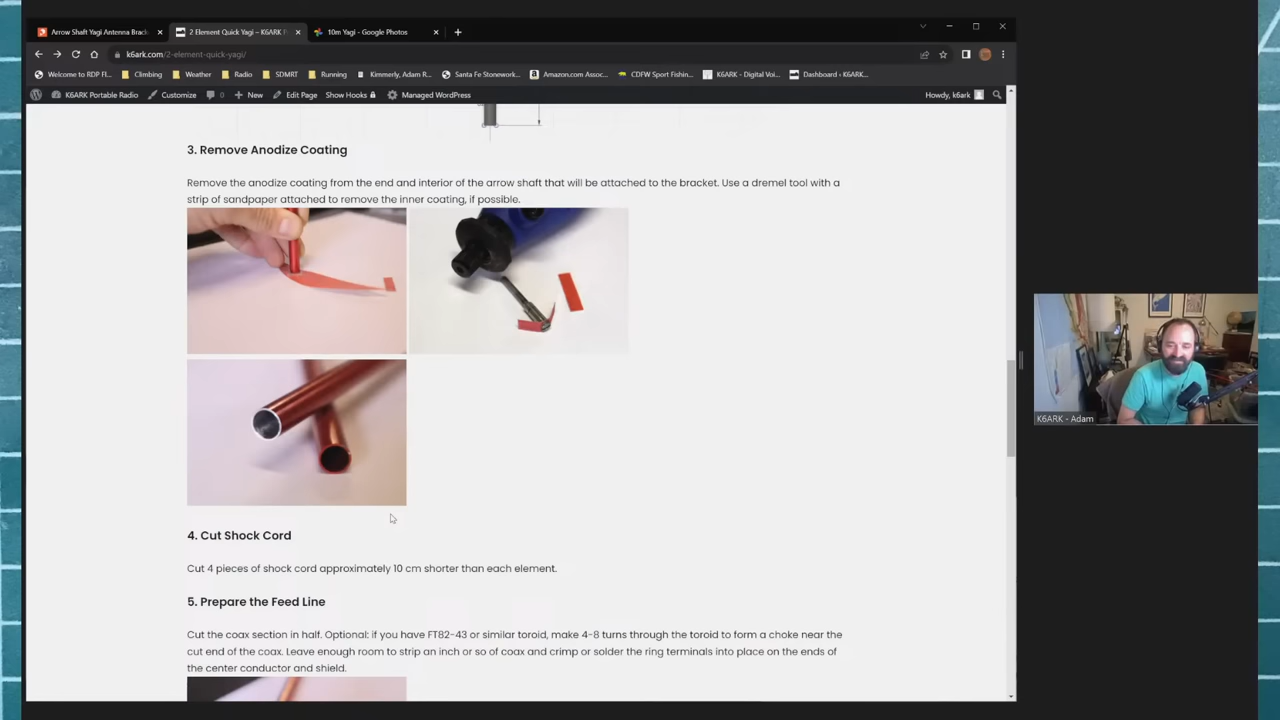 Arrow Shaft Yagi Antenna Brack
2 Element Quick Yagi – K6ARK P
10m Yagi - Google Photos
k6ark.com/2-element-quick-yagi/
Welcome to RDP Fl...
Climbing
Weather
Radio
SDMRT
Running
Kimmerly, Adam R...
Santa Fe Stonework...
Amazon.com Assoc...
CDFW Sport Fishin...
K6ARK - Digital Voi...
Dashboard ‹ K6ARK...
K6ARK Portable Radio
Customize
0
New
Edit Page
Show Hooks
Managed WordPress
Howdy, k6ark
3. Remove Anodize Coating
Remove the anodize coating from the end and interior of the arrow shaft that will be attached to the bracket. Use a dremel tool with a
strip of sandpaper attached to remove the inner coating, if possible.
4. Cut Shock Cord
Cut 4 pieces of shock cord approximately 10 cm shorter than each element.
5. Prepare the Feed Line
Cut the coax section in half. Optional: if you have FT82-43 or similar toroid, make 4-8 turns through the toroid to form a choke near the
cut end of the coax. Leave enough room to strip an inch or so of coax and crimp or solder the ring terminals into place on the ends of
the center conductor and shield.
K6ARK - Adam